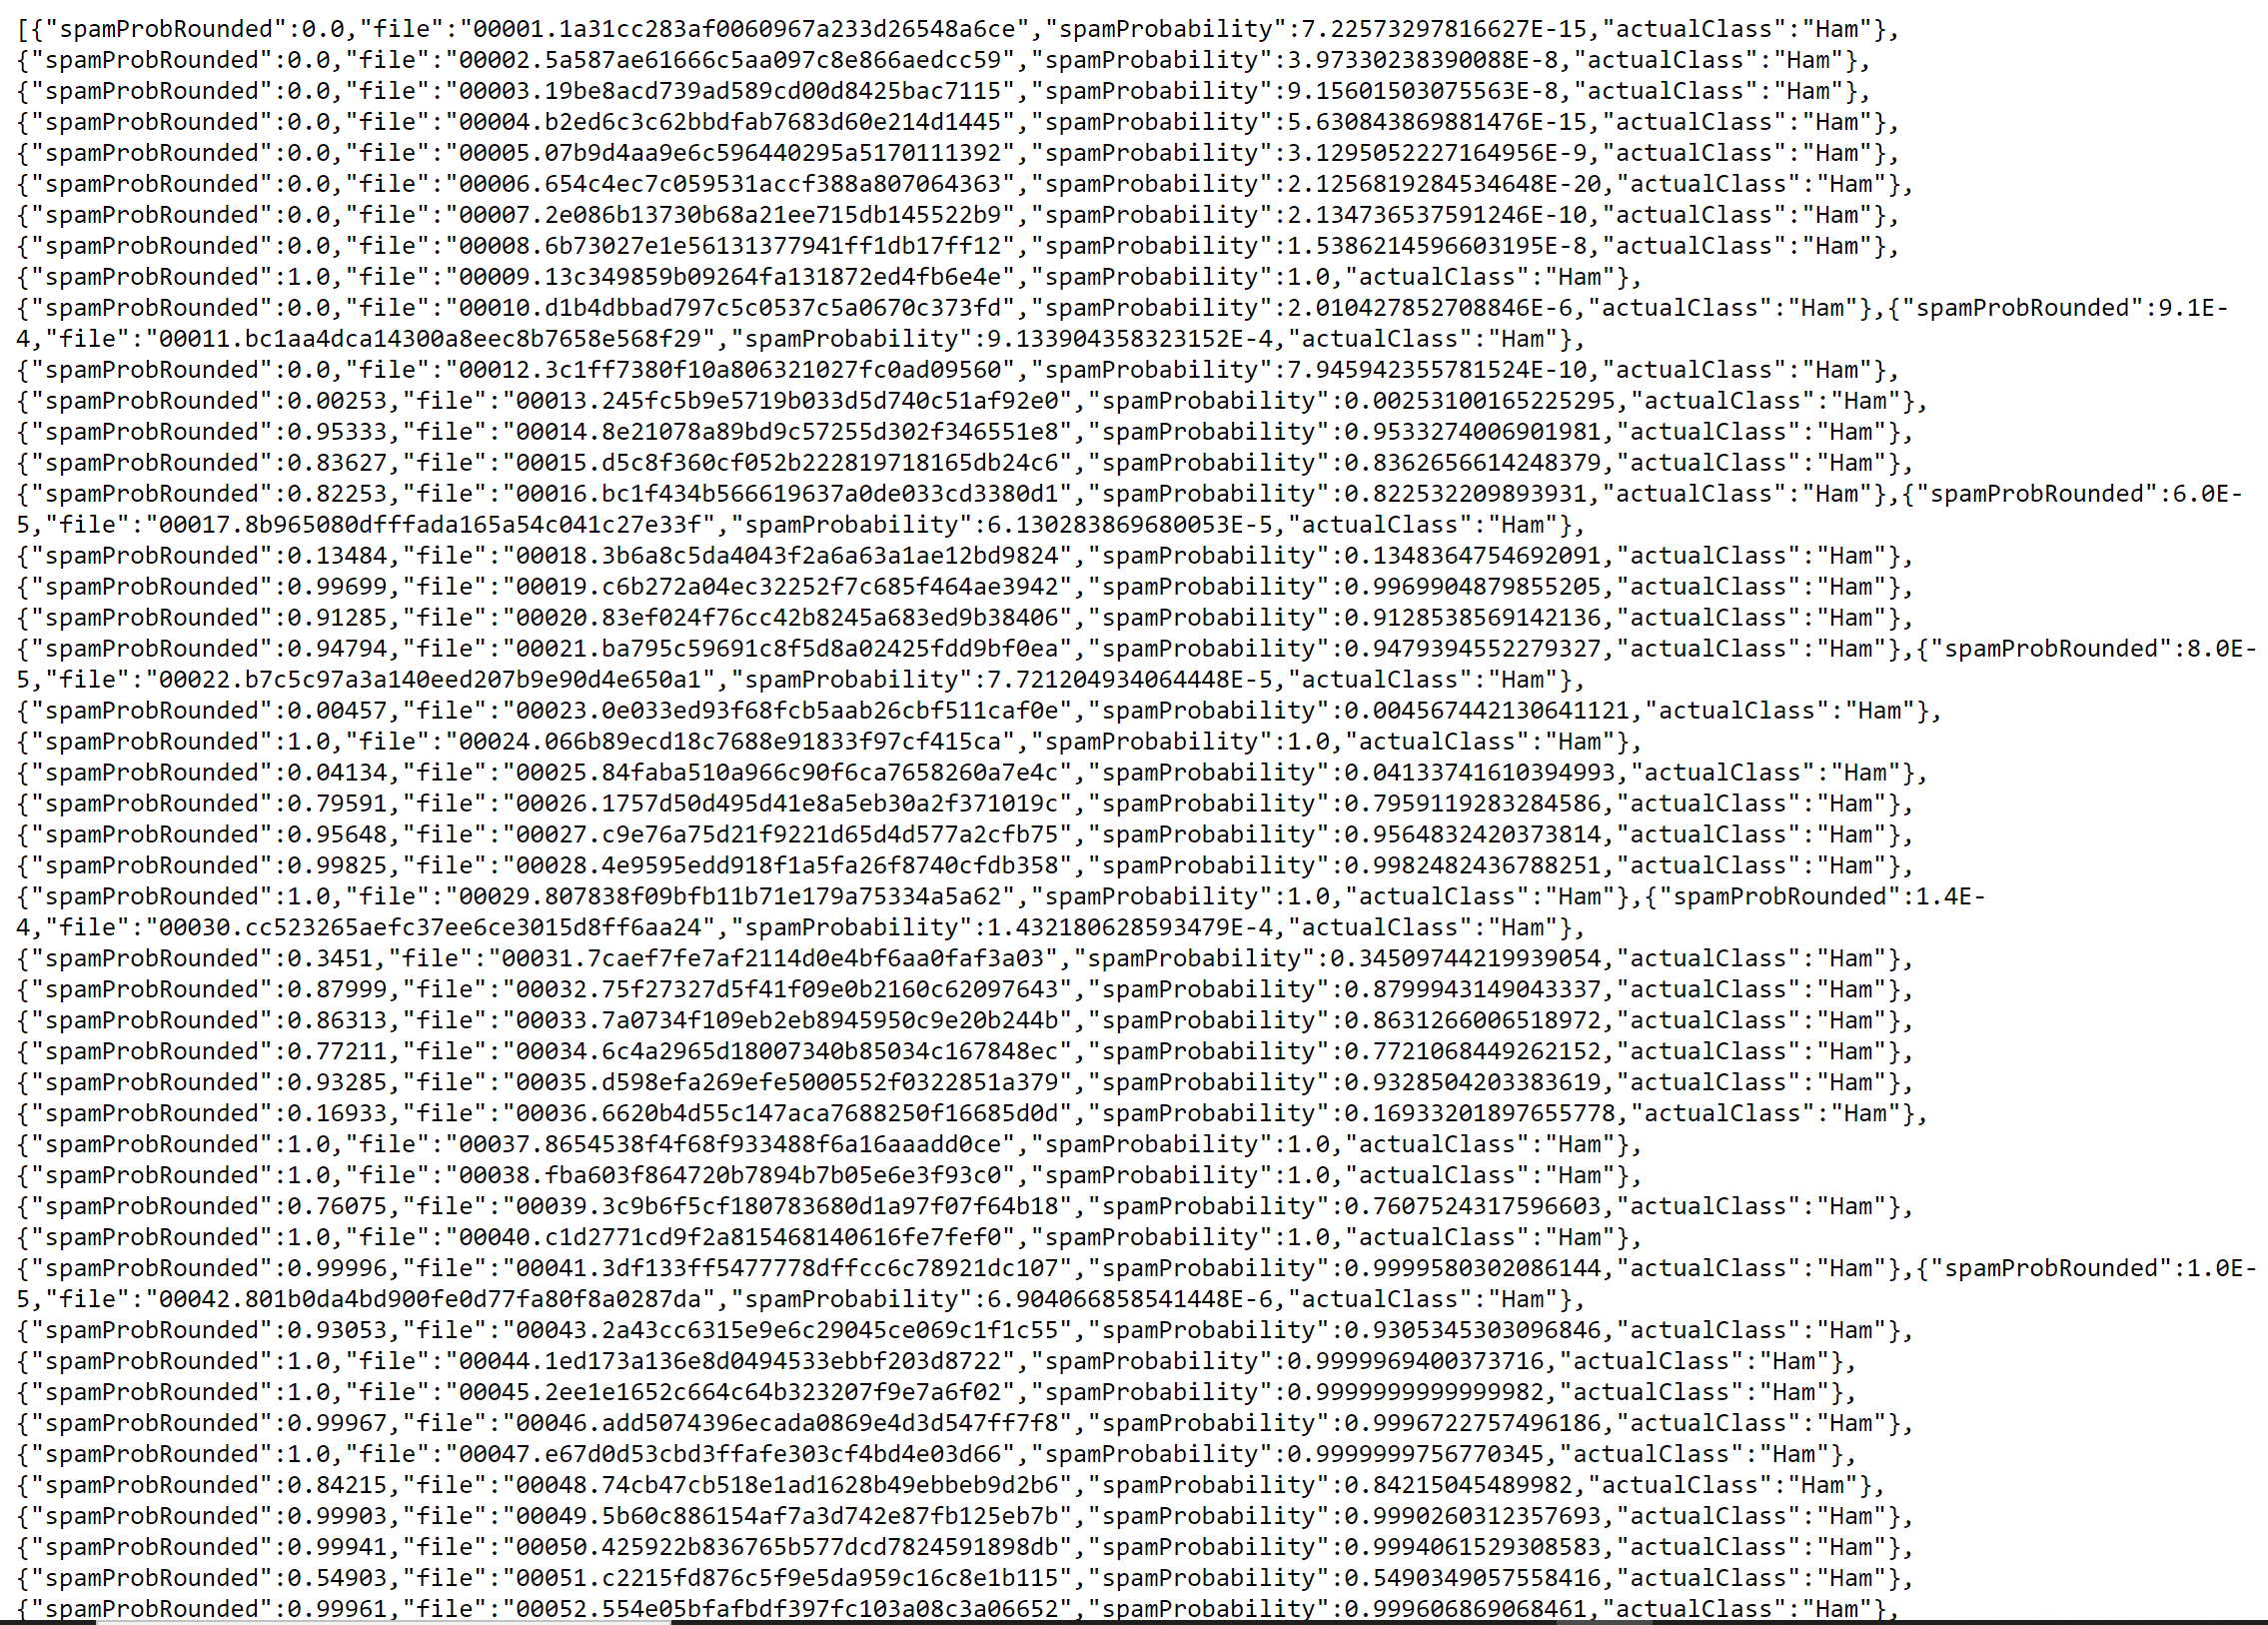 [{"spamProbRounded":0.0,"file":"00001.1a31cc283af0060967a233d26548a6ce","spamProbability":7.22573297816627E-15,"actualClass":"Ham"},
{"spamProbRounded":0.0,"file":"00002.5a587ae61666c5aa097c8e866aedcc59","spamProbability":3.97330238390088E-8,"actualClass":"Ham"},
{"spamProbRounded":0.0,"file":"00003.19be8acd739ad589cd00d8425bac7115","spamProbability":9.15601503075563E-8,"actualClass":"Ham"},
{"spamProbRounded":0.0,"file":"00004.b2ed6c3c62bbdfab7683d60e214d1445","spamProbability":5.630843869881476E-15,"actualClass":"Ham"},
{"spamProbRounded":0.0,"file":"00005.07b9d4aa9e6c596440295a5170111392","spamProbability":3.1295052227164956E-9,"actualClass":"Ham"},
{"spamProbRounded":0.0,"file":"00006.654c4ec7c059531accf388a807064363","spamProbability":2.1256819284534648E-20,"actualClass":"Ham"},
{"spamProbRounded":0.0,"file":"00007.2e086b13730b68a21ee715db145522b9","spamProbability":2.134736537591246E-10,"actualClass":"Ham"},
{"spamProbRounded":0.0,"file":"00008.6b73027e1e56131377941ff1db17ff12","spamProbability":1.5386214596603195E-8,"actualClass":"Ham"},
{"spamProbRounded":1.0,"file":"00009.13c349859b09264fa131872ed4fb6e4e","spamProbability":1.0,"actualClass":"Ham"},
{"spamProbRounded":0.0,"file":"00010.d1b4dbbad797c5c0537c5a0670c373fd","spamProbability":2.010427852708846E-6,"actualClass":"Ham"},{"spamProbRounded":9.1E-
4,"file":"00011.bc1aa4dca14300a8eec8b7658e568f29","spamProbability":9.133904358323152E-4,"actualClass":"Ham"},
{"spamProbRounded":0.0,"file":"00012.3c1ff7380f10a806321027fc0ad09560","spamProbability":7.945942355781524E-10,"actualClass":"Ham"},
{"spamProbRounded":0.00253,"file":"00013.245fc5b9e5719b033d5d740c51af92e0","spamProbability":0.00253100165225295,"actualClass":"Ham"},
{"spamProbRounded":0.95333,"file":"00014.8e21078a89bd9c57255d302f346551e8","spamProbability":0.9533274006901981,"actualClass":"Ham"},
{"spamProbRounded":0.83627,"file":"00015.d5c8f360cf052b222819718165db24c6","spamProbability":0.8362656614248379,"actualClass":"Ham"},
{"spamProbRounded":0.82253,"file":"00016.bc1f434b566619637a0de033cd3380d1","spamProbability":0.822532209893931,"actualClass":"Ham"},{"spamProbRounded":6.0E-
5,"file":"00017.8b965080dfffada165a54c041c27e33f","spamProbability":6.130283869680053E-5,"actualClass":"Ham"},
{"spamProbRounded":0.13484,"file":"00018.3b6a8c5da4043f2a6a63a1ae12bd9824","spamProbability":0.1348364754692091,"actualClass":"Ham"},
{"spamProbRounded":0.99699,"file":"00019.c6b272a04ec32252f7c685f464ae3942","spamProbability":0.9969904879855205,"actualClass":"Ham"},
{"spamProbRounded":0.91285,"file":"00020.83ef024f76cc42b8245a683ed9b38406","spamProbability":0.9128538569142136,"actualClass":"Ham"},
{"spamProbRounded":0.94794,"file":"00021.ba795c59691c8f5d8a02425fdd9bf0ea","spamProbability":0.9479394552279327,"actualClass":"Ham"},{"spamProbRounded":8.0E-
5,"file":"00022.b7c5c97a3a140eed207b9e90d4e650a1","spamProbability":7.721204934064448E-5,"actualClass":"Ham"},
{"spamProbRounded":0.00457,"file":"00023.0e033ed93f68fcb5aab26cbf511caf0e","spamProbability":0.004567442130641121,"actualClass":"Ham"},
{"spamProbRounded":1.0,"file":"00024.066b89ecd18c7688e91833f97cf415ca","spamProbability":1.0,"actualClass":"Ham"},
{"spamProbRounded":0.04134,"file":"00025.84faba510a966c90f6ca7658260a7e4c","spamProbability":0.04133741610394993,"actualClass":"Ham"},
{"spamProbRounded":0.79591,"file":"00026.1757d50d495d41e8a5eb30a2f371019c","spamProbability":0.7959119283284586,"actualClass":"Ham"},
{"spamProbRounded":0.95648,"file":"00027.c9e76a75d21f9221d65d4d577a2cfb75","spamProbability":0.9564832420373814,"actualClass":"Ham"},
{"spamProbRounded":0.99825,"file":"00028.4e9595edd918f1a5fa26f8740cfdb358","spamProbability":0.9982482436788251,"actualClass":"Ham"},
{"spamProbRounded":1.0,"file":"00029.807838f09bfb11b71e179a75334a5a62","spamProbability":1.0,"actualClass":"Ham"},{"spamProbRounded":1.4E-
4,"file":"00030.cc523265aefc37ee6ce3015d8ff6aa24","spamProbability":1.432180628593479E-4,"actualClass":"Ham"},
{"spamProbRounded":0.3451,"file":"00031.7caef7fe7af2114d0e4bf6aa0faf3a03","spamProbability":0.34509744219939054,"actualClass":"Ham"},
{"spamProbRounded":0.87999,"file":"00032.75f27327d5f41f09e0b2160c62097643","spamProbability":0.8799943149043337,"actualClass":"Ham"},
{"spamProbRounded":0.86313,"file":"00033.7a0734f109eb2eb8945950c9e20b244b","spamProbability":0.8631266006518972,"actualClass":"Ham"},
{"spamProbRounded":0.77211,"file":"00034.6c4a2965d18007340b85034c167848ec","spamProbability":0.7721068449262152,"actualClass":"Ham"},
{"spamProbRounded":0.93285,"file":"00035.d598efa269efe5000552f0322851a379","spamProbability":0.9328504203383619,"actualClass":"Ham"},
{"spamProbRounded":0.16933,"file":"00036.6620b4d55c147aca7688250f16685d0d","spamProbability":0.16933201897655778,"actualClass":"Ham"},
{"spamProbRounded":1.0,"file":"00037.8654538f4f68f933488f6a16aaadd0ce","spamProbability":1.0,"actualClass":"Ham"},
{"spamProbRounded":1.0,"file":"00038.fba603f864720b7894b7b05e6e3f93c0","spamProbability":1.0,"actualClass":"Ham"},
{"spamProbRounded":0.76075,"file":"00039.3c9b6f5cf180783680d1a97f07f64b18","spamProbability":0.7607524317596603,"actualClass":"Ham"},
{"spamProbRounded":1.0,"file":"00040.c1d2771cd9f2a815468140616fe7fef0","spamProbability":1.0,"actualClass":"Ham"},
{"spamProbRounded":0.99996,"file":"00041.3df133ff5477778dffcc6c78921dc107","spamProbability":0.9999580302086144,"actualClass":"Ham"},{"spamProbRounded":1.0E-
5,"file":"00042.801b0da4bd900fe0d77fa80f8a0287da","spamProbability":6.904066858541448E-6,"actualClass":"Ham"},
{"spamProbRounded":0.93053,"file":"00043.2a43cc6315e9e6c29045ce069c1f1c55","spamProbability":0.9305345303096846,"actualClass":"Ham"},
{"spamProbRounded":1.0,"file":"00044.1ed173a136e8d0494533ebbf203d8722","spamProbability":0.9999969400373716,"actualClass":"Ham"},
{"spamProbRounded":1.0,"file":"00045.2ee1e1652c664c64b323207f9e7a6f02","spamProbability":0.9999999999999982,"actualClass":"Ham"},
{"spamProbRounded":0.99967,"file":"00046.add5074396ecada0869e4d3d547ff7f8","spamProbability":0.9996722757496186,"actualClass":"Ham"},
{"spamProbRounded":1.0,"file":"00047.e67d0d53cbd3ffafe303cf4bd4e03d66","spamProbability":0.9999999756770345,"actualClass":"Ham"},
{"spamProbRounded":0.84215,"file":"00048.74cb47cb518e1ad1628b49ebbeb9d2b6","spamProbability":0.84215045489982,"actualClass":"Ham"},
{"spamProbRounded":0.99903,"file":"00049.5b60c886154af7a3d742e87fb125eb7b","spamProbability":0.9990260312357693,"actualClass":"Ham"},
{"spamProbRounded":0.99941,"file":"00050.425922b836765b577dcd7824591898db","spamProbability":0.9994061529308583,"actualClass":"Ham"},
{"spamProbRounded":0.54903,"file":"00051.c2215fd876c5f9e5da959c16c8e1b115","spamProbability":0.5490349057558416,"actualClass":"Ham"},
{"spamProbRounded":0.99961,"file":"00052.554e05bfafbdf397fc103a08c3a06652","spamProbability":0.999606869068461,"actualClass":"Ham"},